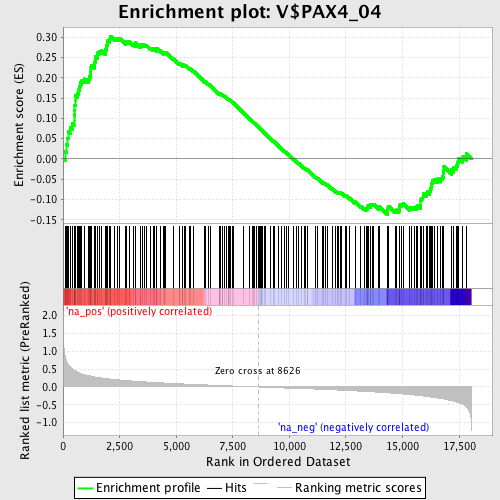 Enrichment plot: V$PAX4_04
Enrichment score (ES)
0.30
0.25
0.20
0.15
0.10
0.05
0.00
-0.05
-0.10
-0.15
'na_pos' (positively correlated)
Ranked list metric (PreRanked)
2.0
1.5
1.0
0.5
0.0
-0.5
-1.0
Zero cross at 8626
'na_neg' (negatively correlated)
0
2,500
5,000
7,500
10,000
12,500
15,000
17,500
Rank in Ordered Dataset
Enrichment profile
Hits
Ranking metric scores